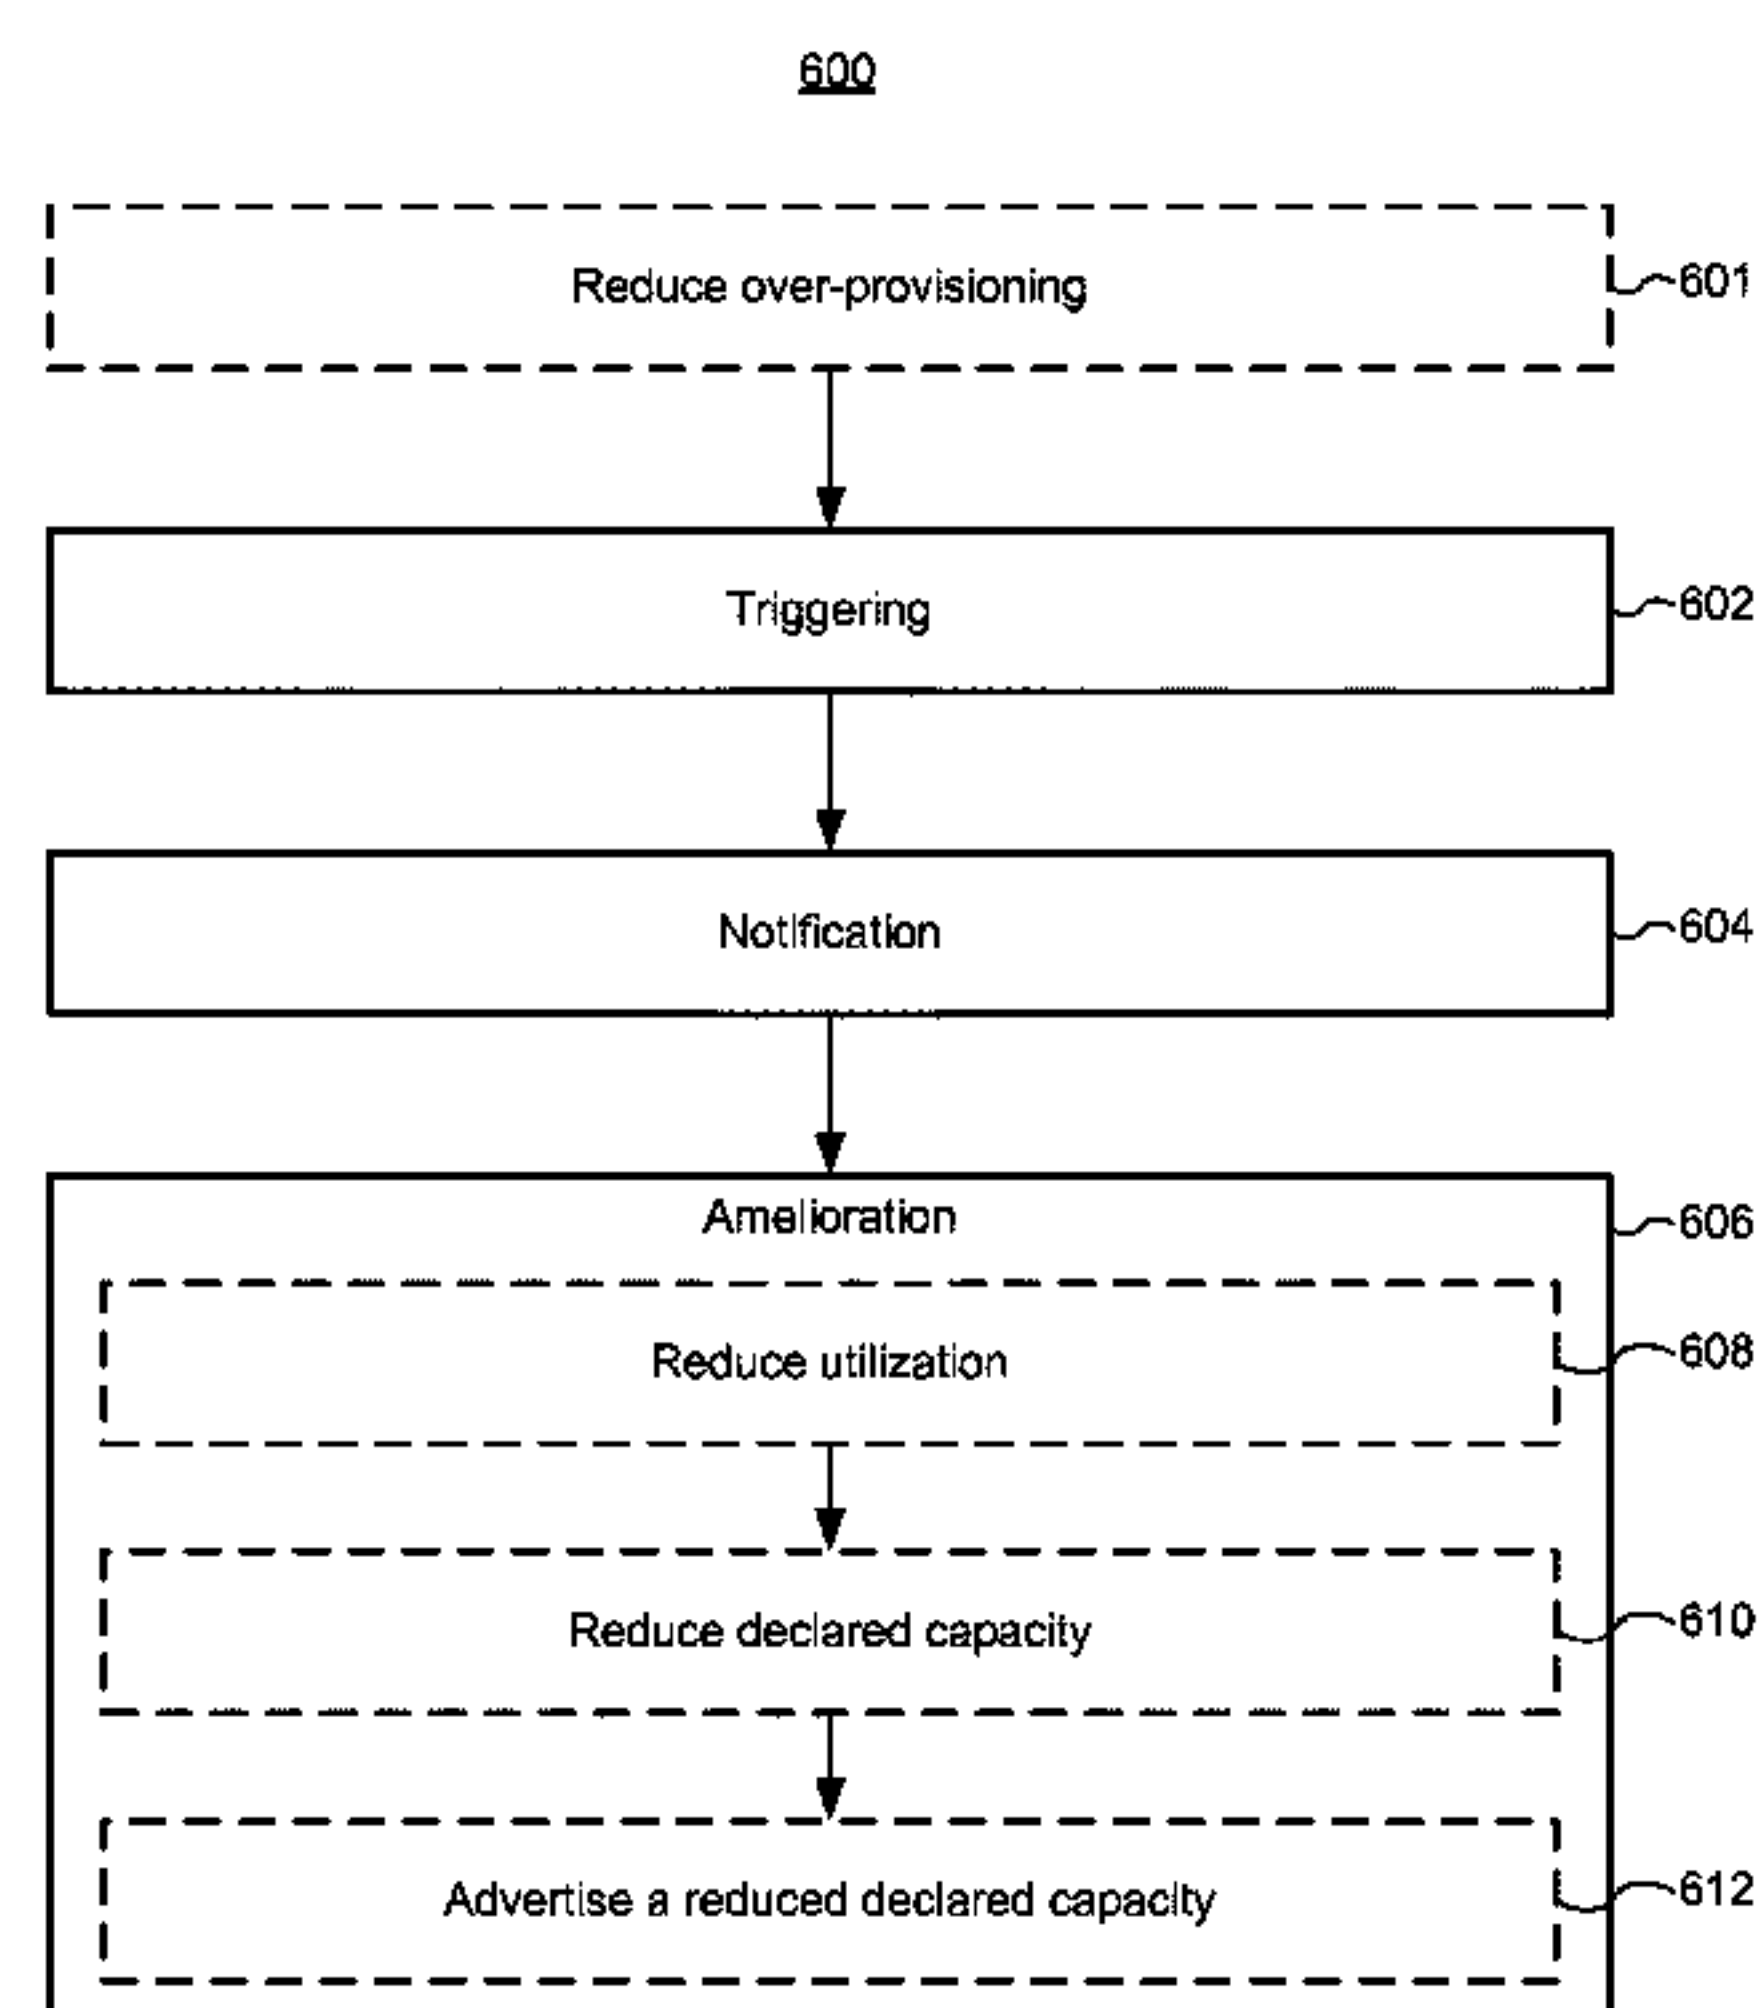 600
Reduce over-provisioning
601
Triggering
602
Notification
604
Amelioration
606
Reduce utilization
608
Reduce declared capacity
610
Advertise a reduced declared capacity
612